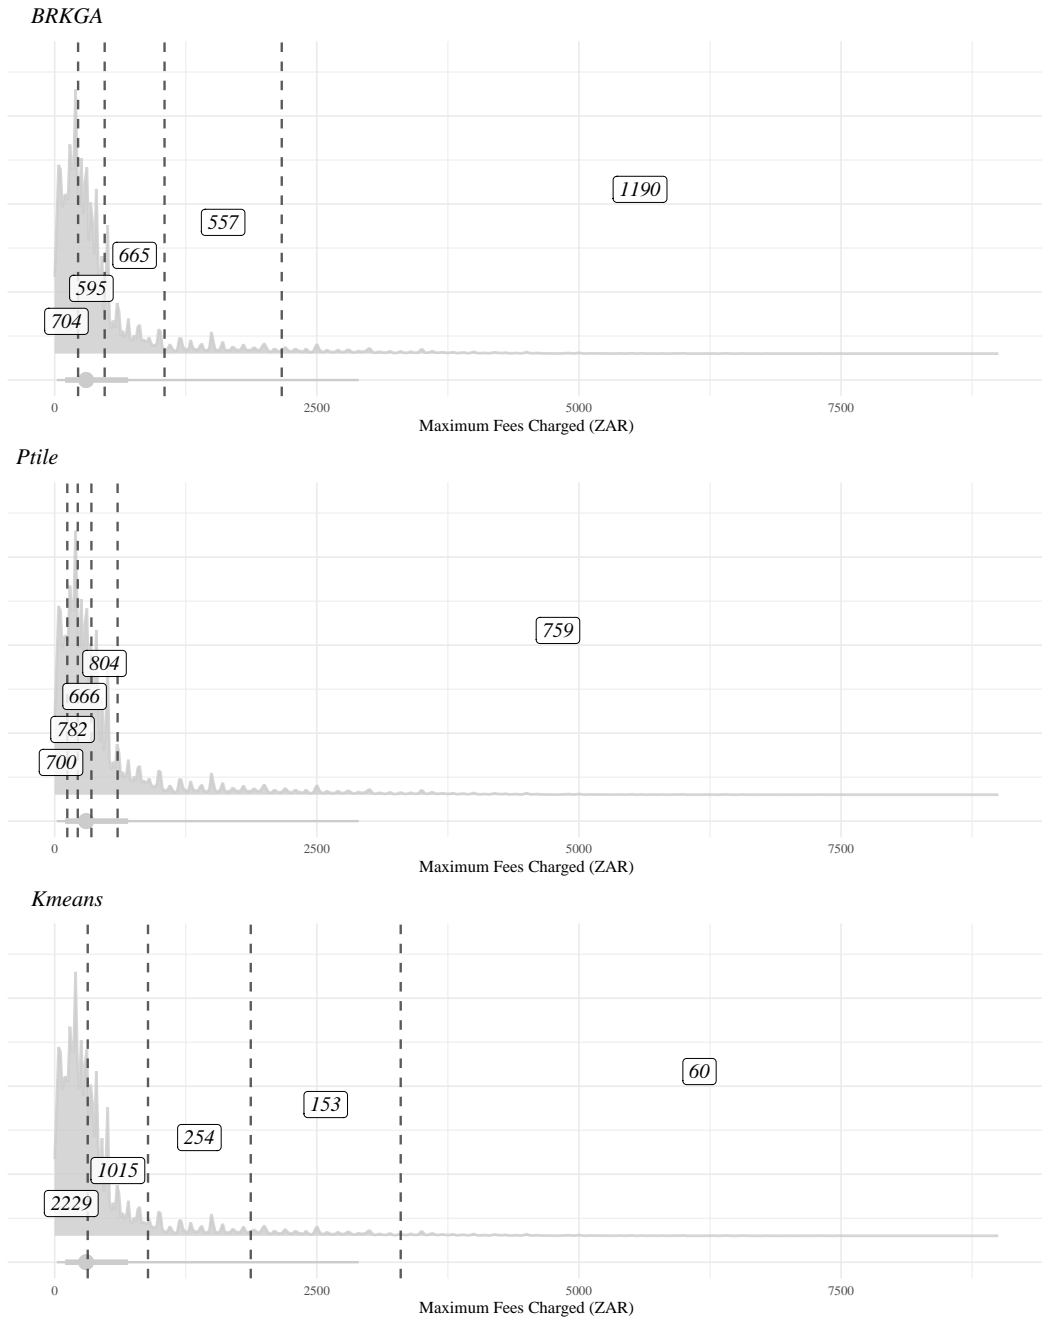 BRKGA
1190
557
665
595
704
0 2500 5000 7500
Maximum Fees Charged (ZAR)
Ptile
759
804
666
782
700
0 2500 5000 7500
Maximum Fees Charged (ZAR)
Kmeans
60
153
254
1015
2229
0 2500 5000 7500
Maximum Fees Charged (ZAR)